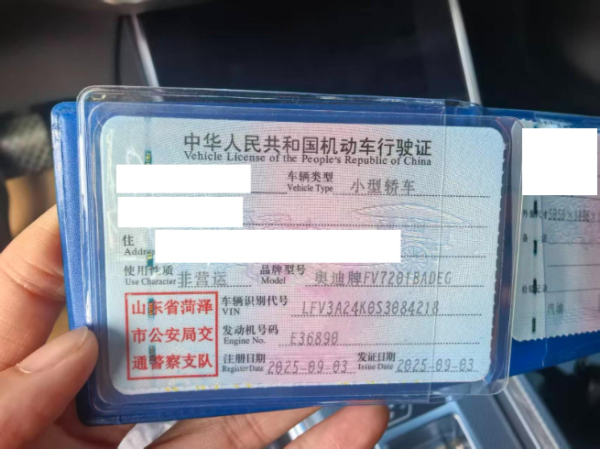 中华人民共和国机动车行驶证
Vehicle License of the People's Republic of China
车辆类型 小型轿车
Vehicle Type
住
Address
使用性质 非营运 品牌型号 奥迪牌FV7201BADEG
Use Character Model
车辆识别代号 LFV3A24K0S3084218
VIN
发动机号码 E36890
Engine No.
注册日期 2025-09-03 发证日期 2025-09-03
Register Date Issue Date
山东省菏泽
市公安局交
通警察支队